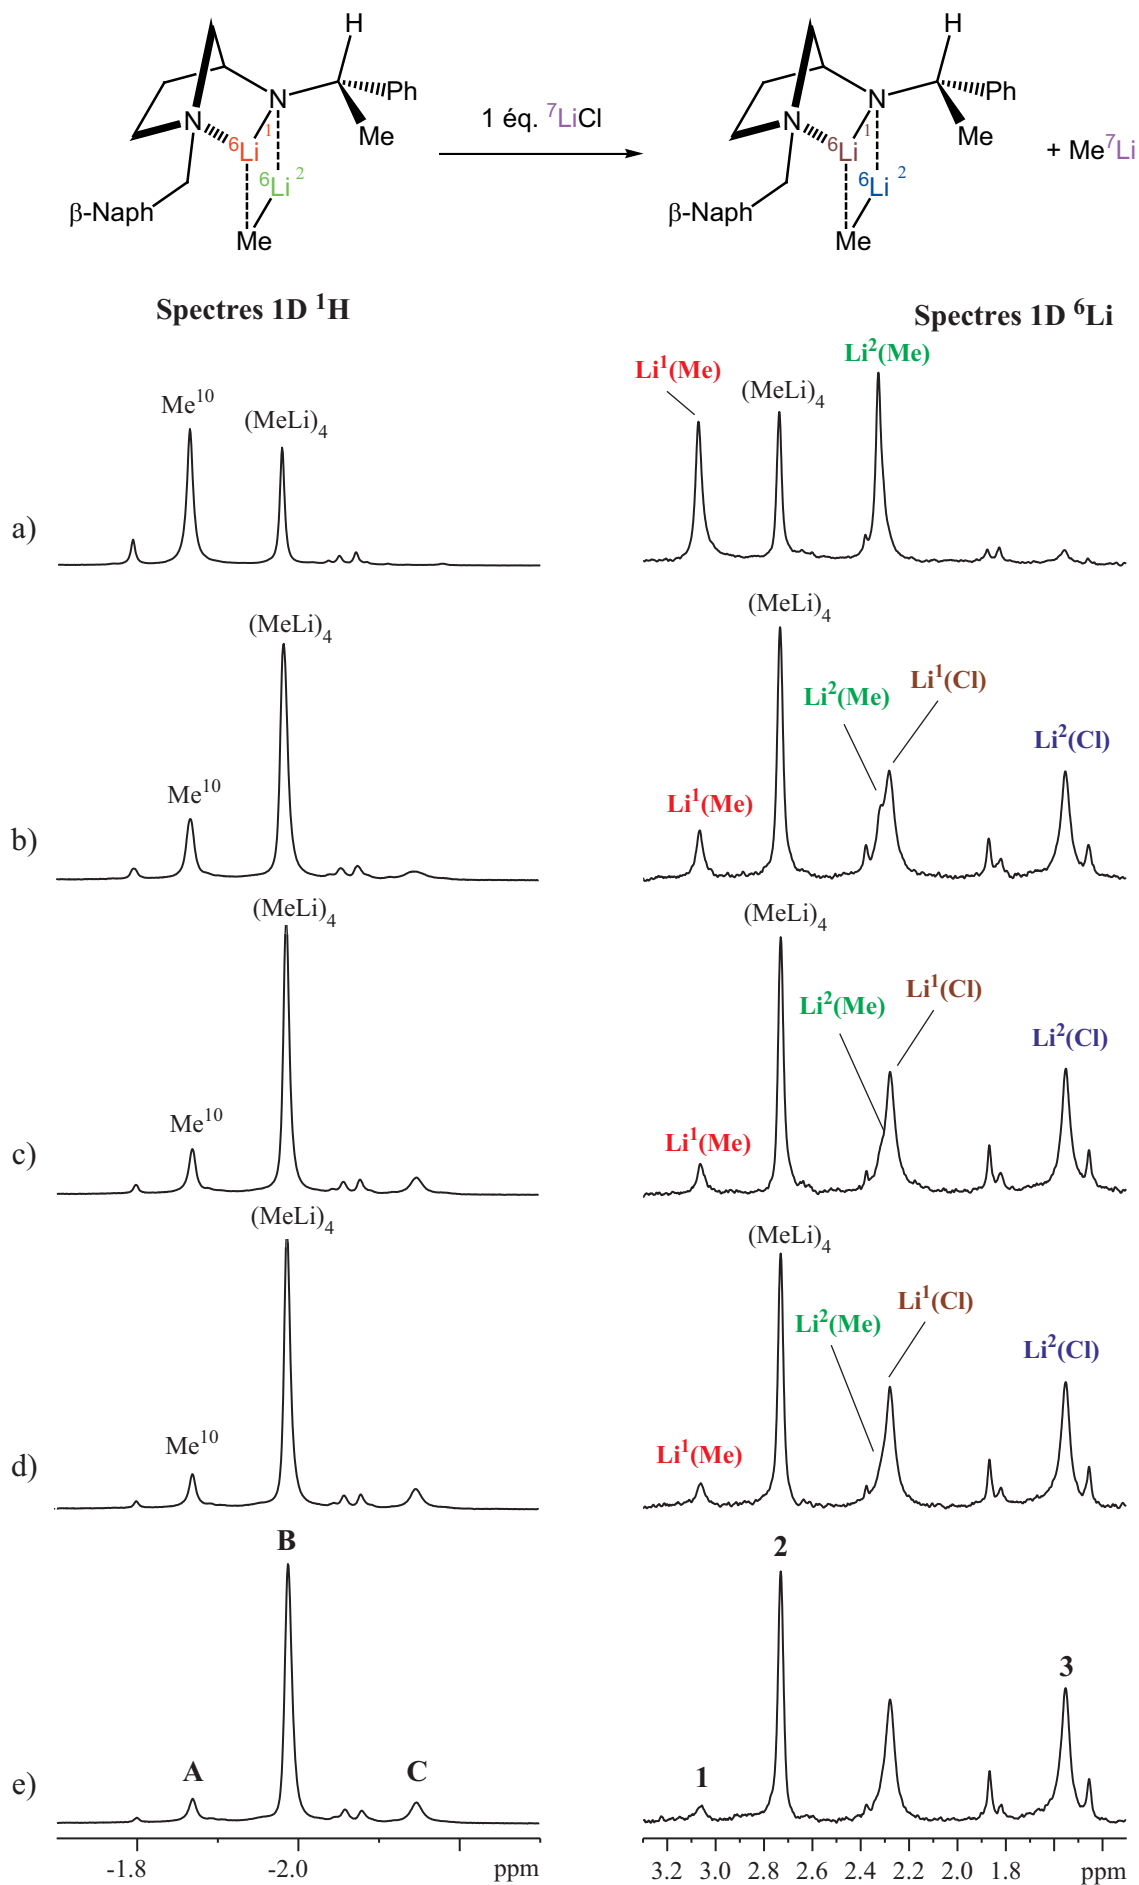 H
N
Ph
N
⁶Li ¹
Me
⁶Li ²
β-Naph
Me
1 éq. ⁷LiCl
H
N
Ph
N
⁶Li ¹
Me
⁶Li ²
β-Naph
Me
+ Me⁷Li
Spectres 1D ¹H
Spectres 1D ⁶Li
a)
Me¹⁰
(MeLi)₄
Li¹(Me)
(MeLi)₄
Li²(Me)
b)
Me¹⁰
(MeLi)₄
Li¹(Me)
(MeLi)₄
Li²(Me)
Li¹(Cl)
Li²(Cl)
c)
Me¹⁰
(MeLi)₄
Li¹(Me)
(MeLi)₄
Li²(Me)
Li¹(Cl)
Li²(Cl)
d)
Me¹⁰
(MeLi)₄
Li¹(Me)
(MeLi)₄
Li²(Me)
Li¹(Cl)
Li²(Cl)
e)
A
B
C
1
2
3
-1.8
-2.0
ppm
3.2 3.0 2.8 2.6 2.4 2.2 2.0 1.8 ppm